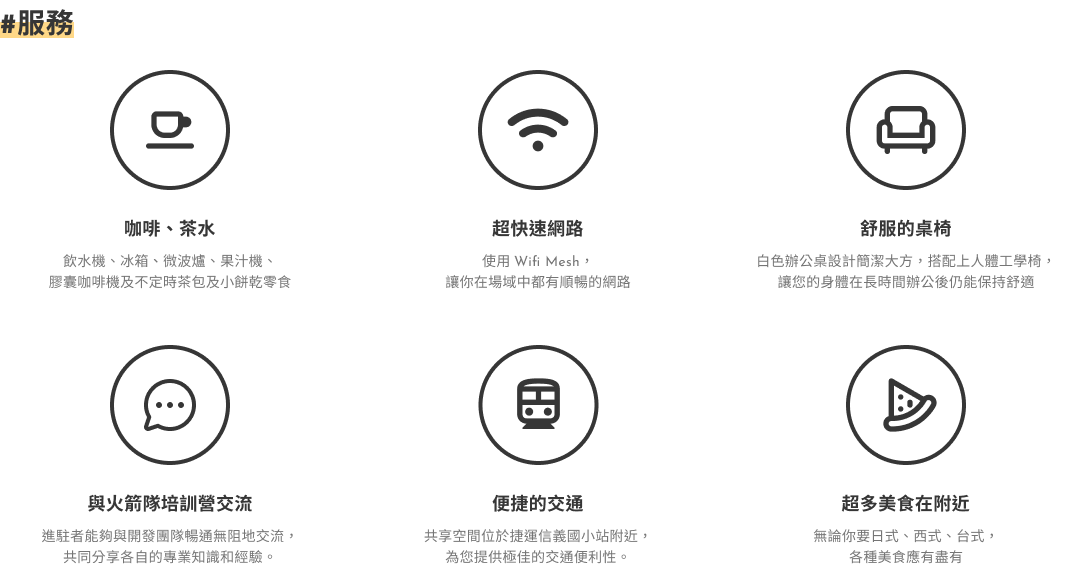 #服務
咖啡、茶水
飲水機、冰箱、微波爐、果汁機、
膠囊咖啡機及不定時茶包及小餅乾零食
超快速網路
使用 Wifi Mesh，
讓你在場域中都有順暢的網路
舒服的桌椅
白色辦公桌設計簡潔大方，搭配上人體工學椅，
讓您的身體在長時間辦公後仍能保持舒適
與火箭隊培訓營交流
進駐者能夠與開發團隊暢通無阻地交流，
共同分享各自的專業知識和經驗。
便捷的交通
共享空間位於捷運信義國小站附近，
為您提供極佳的交通便利性。
超多美食在附近
無論你要日式、西式、台式，
各種美食應有盡有